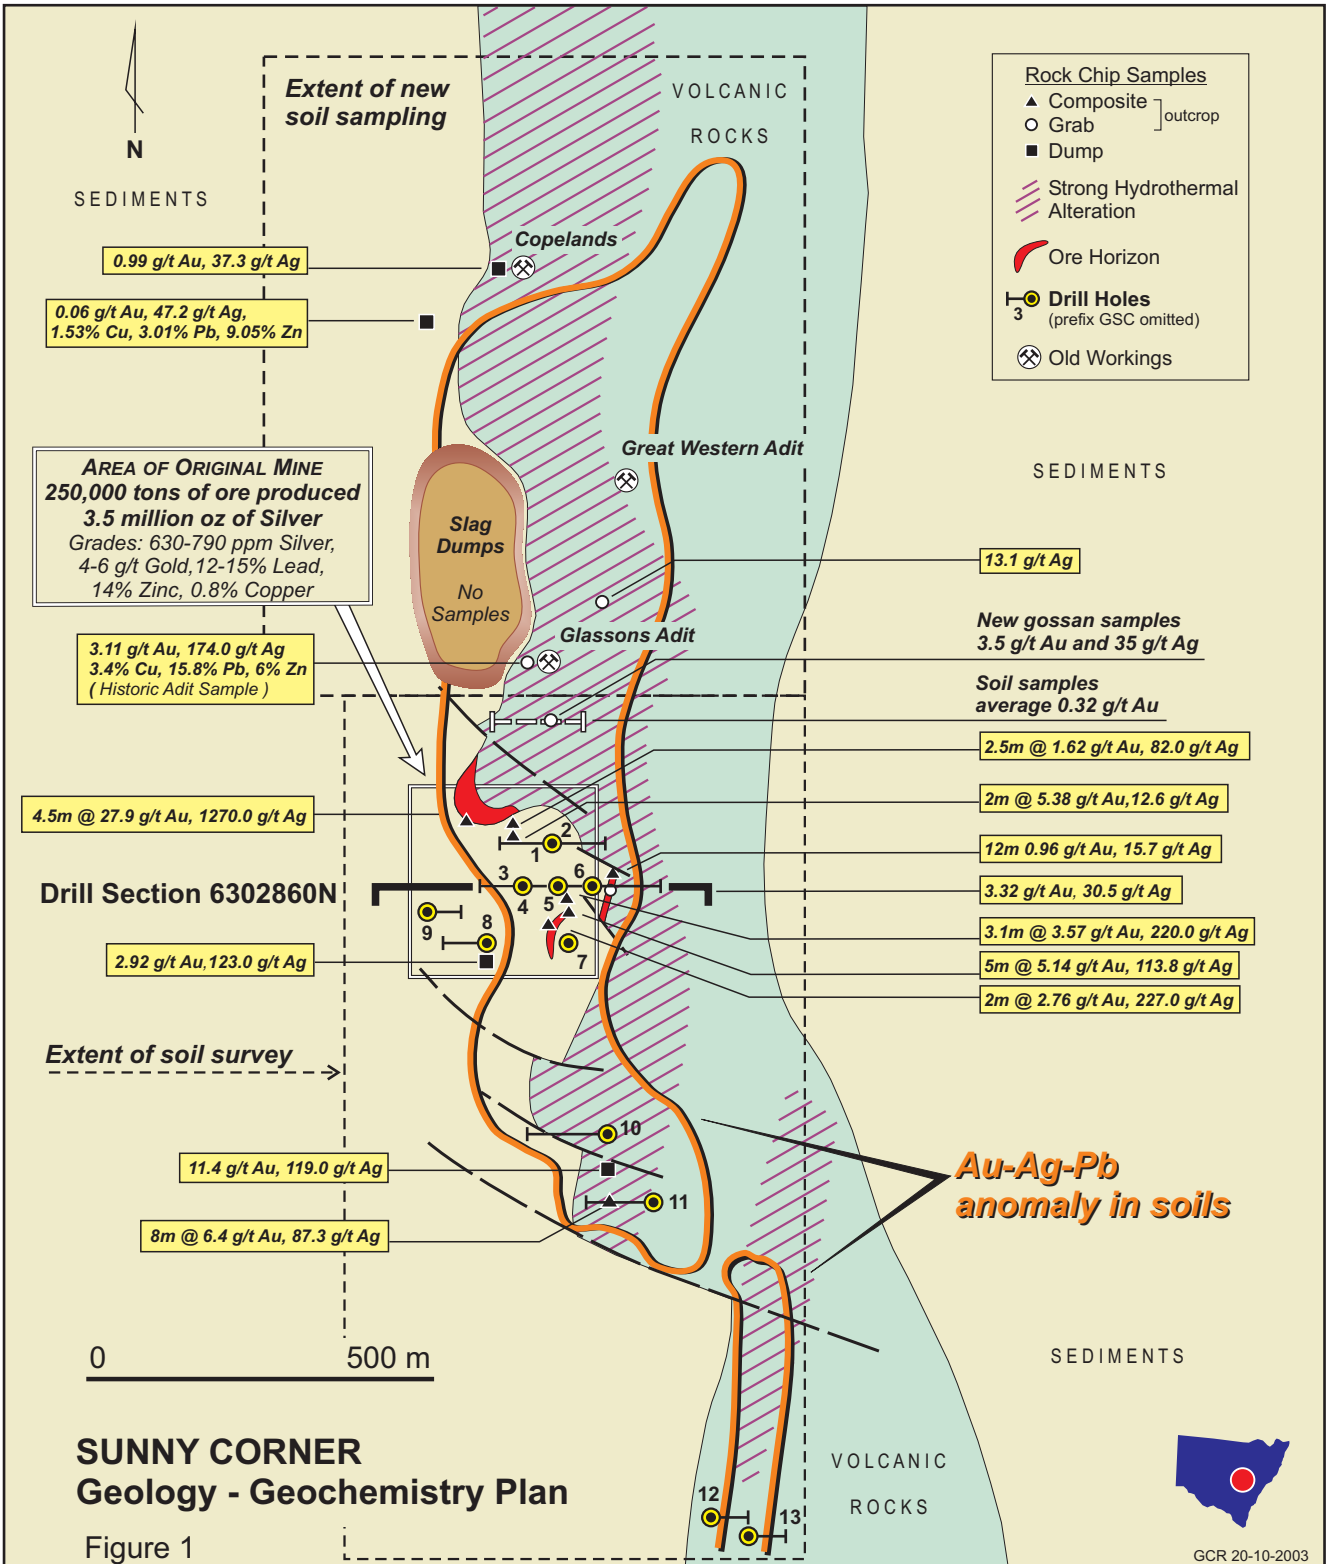 Extent of new
soil sampling
VOLCANIC
ROCKS
Rock Chip Samples
Composite
Grab
outcrop
Dump
Strong Hydrothermal
Alteration
Ore Horizon
3
Drill Holes
(prefix GSC omitted)
Old Workings
N
SEDIMENTS
Copelands
0.99 g/t Au, 37.3 g/t Ag
0.06 g/t Au, 47.2 g/t Ag,
1.53% Cu, 3.01% Pb, 9.05% Zn
Great Western Adit
SEDIMENTS
AREA OF ORIGINAL MINE
250,000 tons of ore produced
3.5 million oz of Silver
Grades: 630-790 ppm Silver,
4-6 g/t Gold,12-15% Lead,
14% Zinc, 0.8% Copper
Slag
Dumps
No
Samples
13.1 g/t Ag
Glassons Adit
New gossan samples
3.5 g/t Au and 35 g/t Ag
3.11 g/t Au, 174.0 g/t Ag
3.4% Cu, 15.8% Pb, 6% Zn
( Historic Adit Sample )
Soil samples
average 0.32 g/t Au
2.5m @ 1.62 g/t Au, 82.0 g/t Ag
2m @ 5.38 g/t Au,12.6 g/t Ag
4.5m @ 27.9 g/t Au, 1270.0 g/t Ag
2
1
12m 0.96 g/t Au, 15.7 g/t Ag
Drill Section 6302860N
3
4
5
6
3.32 g/t Au, 30.5 g/t Ag
9
8
7
3.1m @ 3.57 g/t Au, 220.0 g/t Ag
2.92 g/t Au,123.0 g/t Ag
5m @ 5.14 g/t Au, 113.8 g/t Ag
2m @ 2.76 g/t Au, 227.0 g/t Ag
Extent of soil survey
10
11.4 g/t Au, 119.0 g/t Ag
11
Au-Ag-Pb
anomaly in soils
8m @ 6.4 g/t Au, 87.3 g/t Ag
0 500 m
SEDIMENTS
SUNNY CORNER
Geology - Geochemistry Plan
VOLCANIC
ROCKS
12
13
Figure 1
GCR 20-10-2003